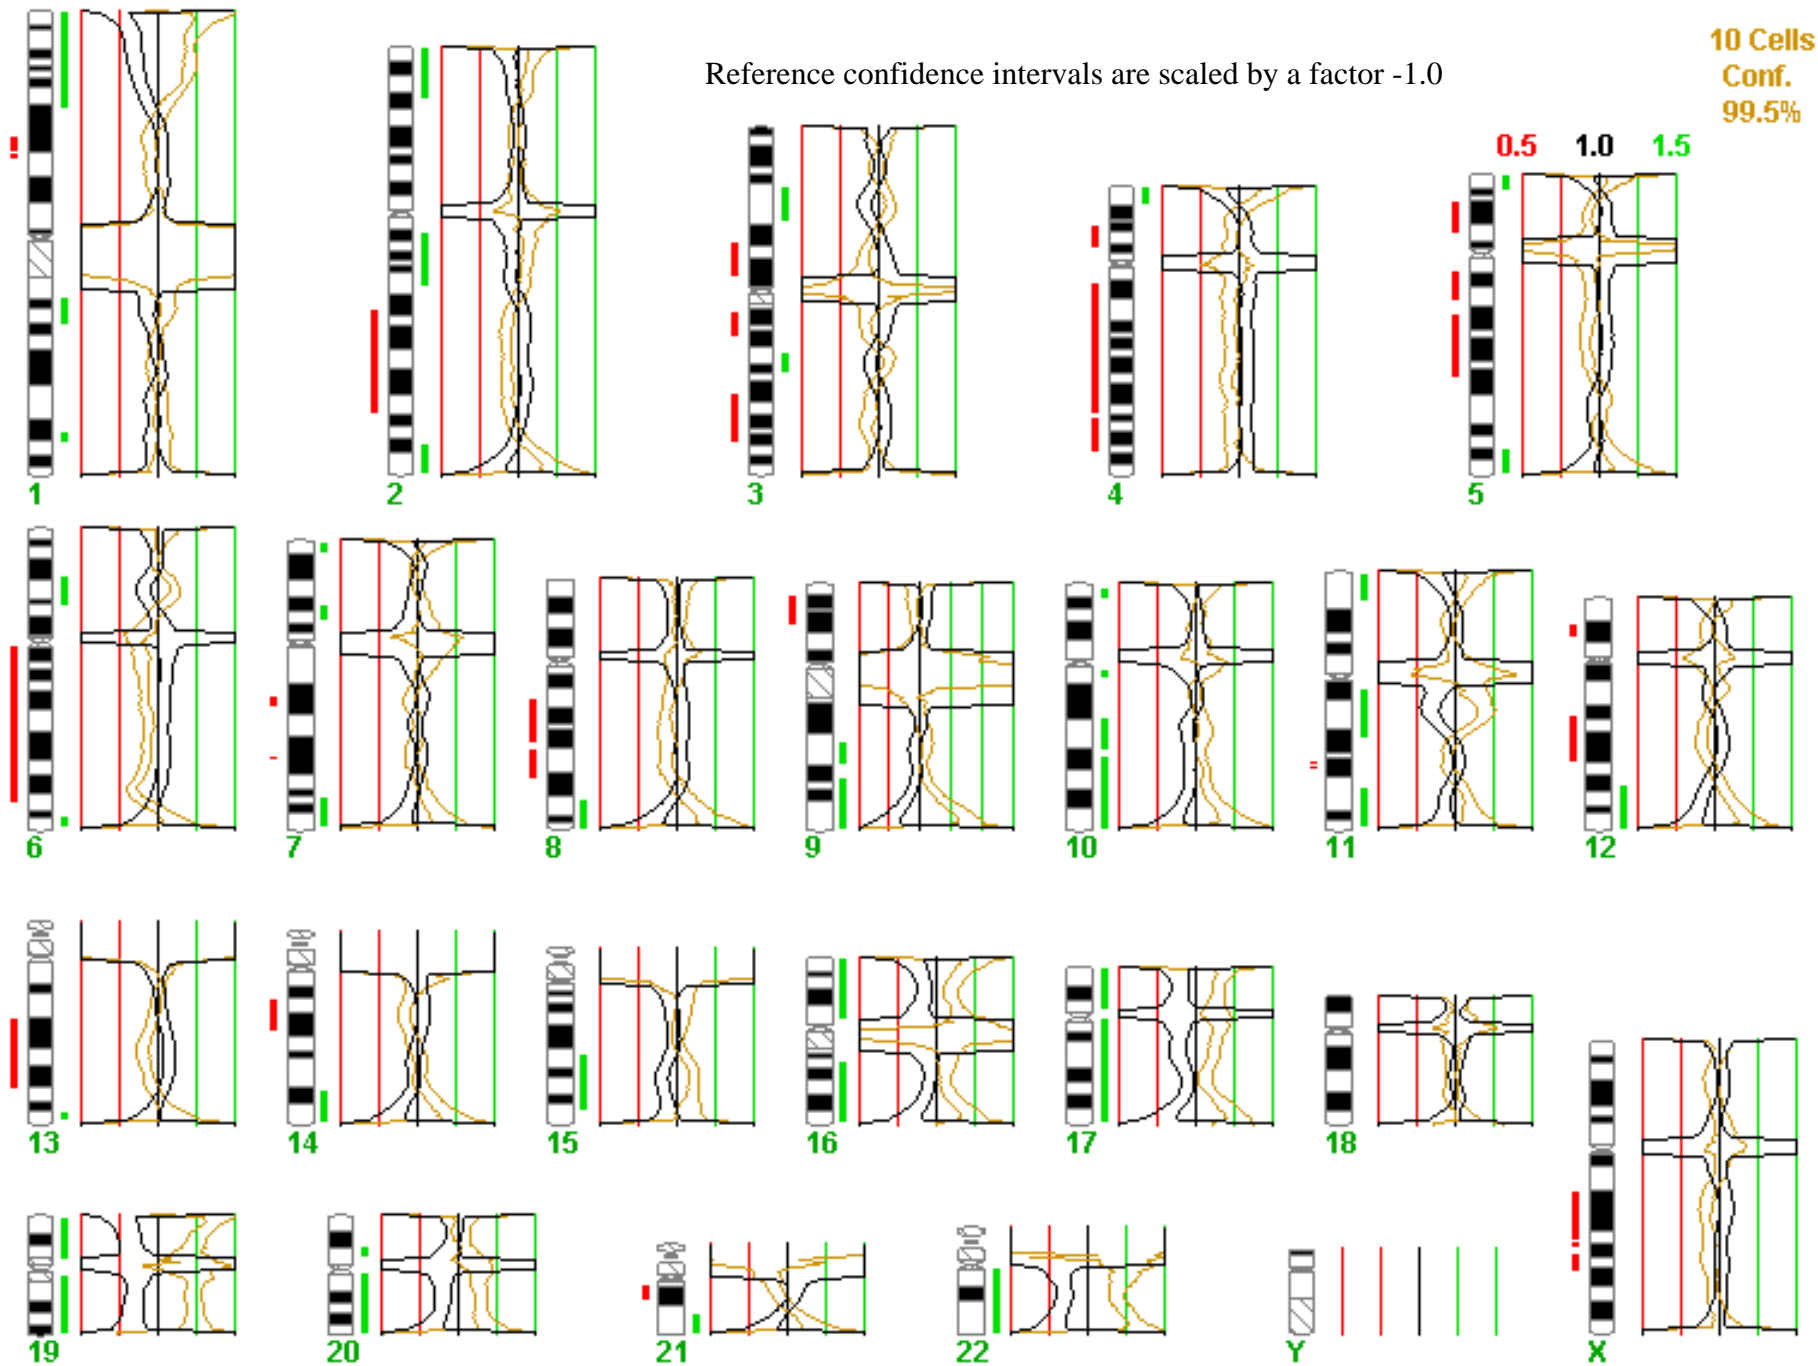 Reference confidence intervals are scaled by a factor -1.0
10 Cells
Conf.
99.5%
0.5 1.0 1.5
1 2 3 4 5
6 7 8 9 10 11 12
13 14 15 16 17 18
19 20 21 22 Y X